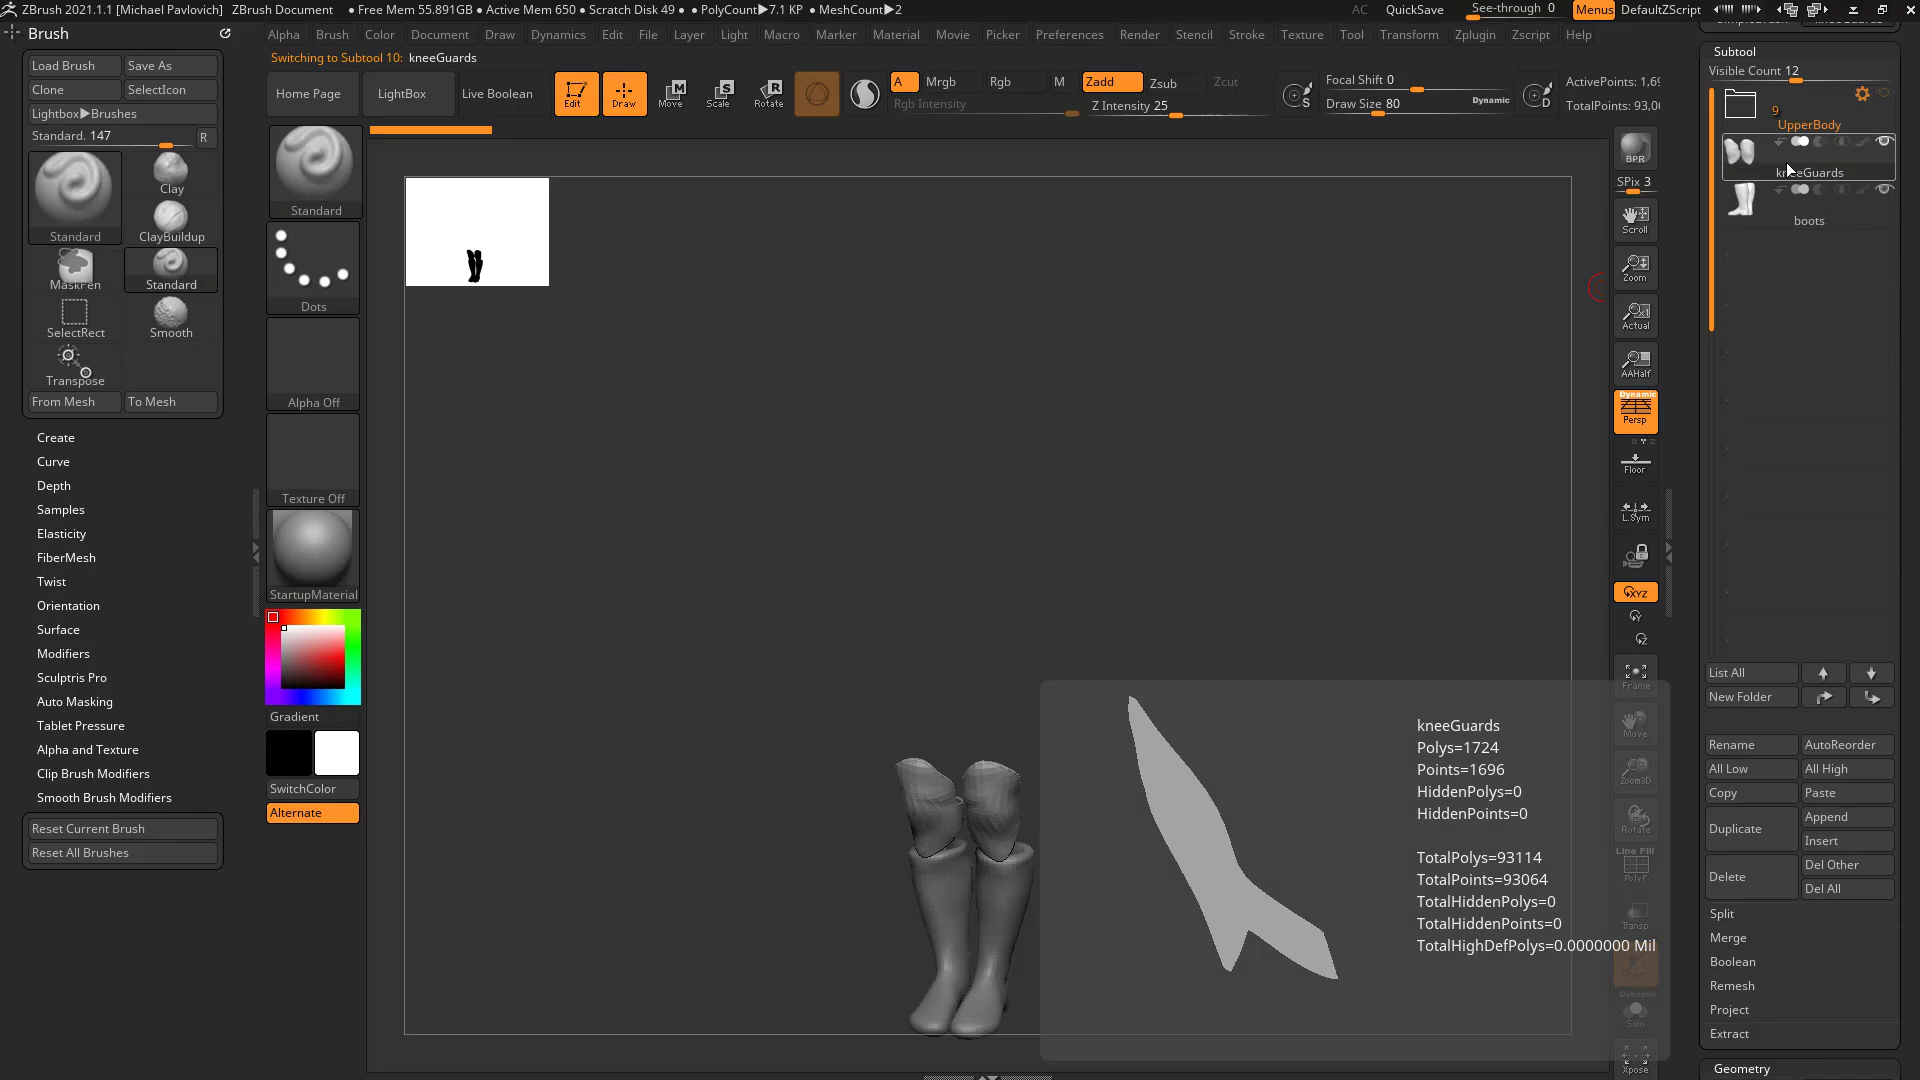 ZBrush 2021.1.1 [Michael Pavlovich] ZBrush Document • Free Mem 55.891GB • Active Mem 650 • Scratch Disk 49 • PolyCount▶7.1 KP • MeshCount▶2
AC QuickSave See-through 0 Menus DefaultZScript
Brush
Alpha Brush Color Document Draw Dynamics Edit File Layer Light Macro Marker Material Movie Picker Preferences Render Stencil Stroke Texture Tool Transform Zplugin Zscript Help
Switching to Subtool 10: kneeGuards
Load Brush Save As
Clone SelectIcon
Lightbox▶Brushes
Standard. 147 R
Standard
Clay
ClayBuildup
MaskPen
Standard
SelectRect
Smooth
Transpose
From Mesh To Mesh
Create
Curve
Depth
Samples
Elasticity
FiberMesh
Twist
Orientation
Surface
Modifiers
Sculptris Pro
Auto Masking
Tablet Pressure
Alpha and Texture
Clip Brush Modifiers
Smooth Brush Modifiers
Reset Current Brush
Reset All Brushes
Home Page LightBox Live Boolean
Edit Draw Move Scale Rotate
A Mrgb Rgb M Zadd Zsub Zcut
Rgb Intensity Z Intensity 25
S Focal Shift 0
Draw Size 80 Dynamic
D ActivePoints: 1,69
TotalPoints: 93,06
Standard
Dots
Alpha Off
Texture Off
StartupMaterial
Gradient
SwitchColor
Alternate
BPR
SPix 3
Scroll
Zoom
Actual
AAHalf
Dynamic
Persp
Floor
L.Sym
XYZ
Y
Z
Frame
Move
Zoom3D
Rotate
Line Fill
PolyF
Transp
Dynamic
Solo
Xpose
kneeGuards
Polys=1724
Points=1696
HiddenPolys=0
HiddenPoints=0
TotalPolys=93114
TotalPoints=93064
TotalHiddenPolys=0
TotalHiddenPoints=0
TotalHighDefPolys=0.0000000 Mil
Subtool
Visible Count 12
9
UpperBody
kneeGuards
boots
List All
New Folder
Rename AutoReorder
All Low All High
Copy Paste
Duplicate Append
Insert
Delete Del Other
Del All
Split
Merge
Boolean
Remesh
Project
Extract
Geometry